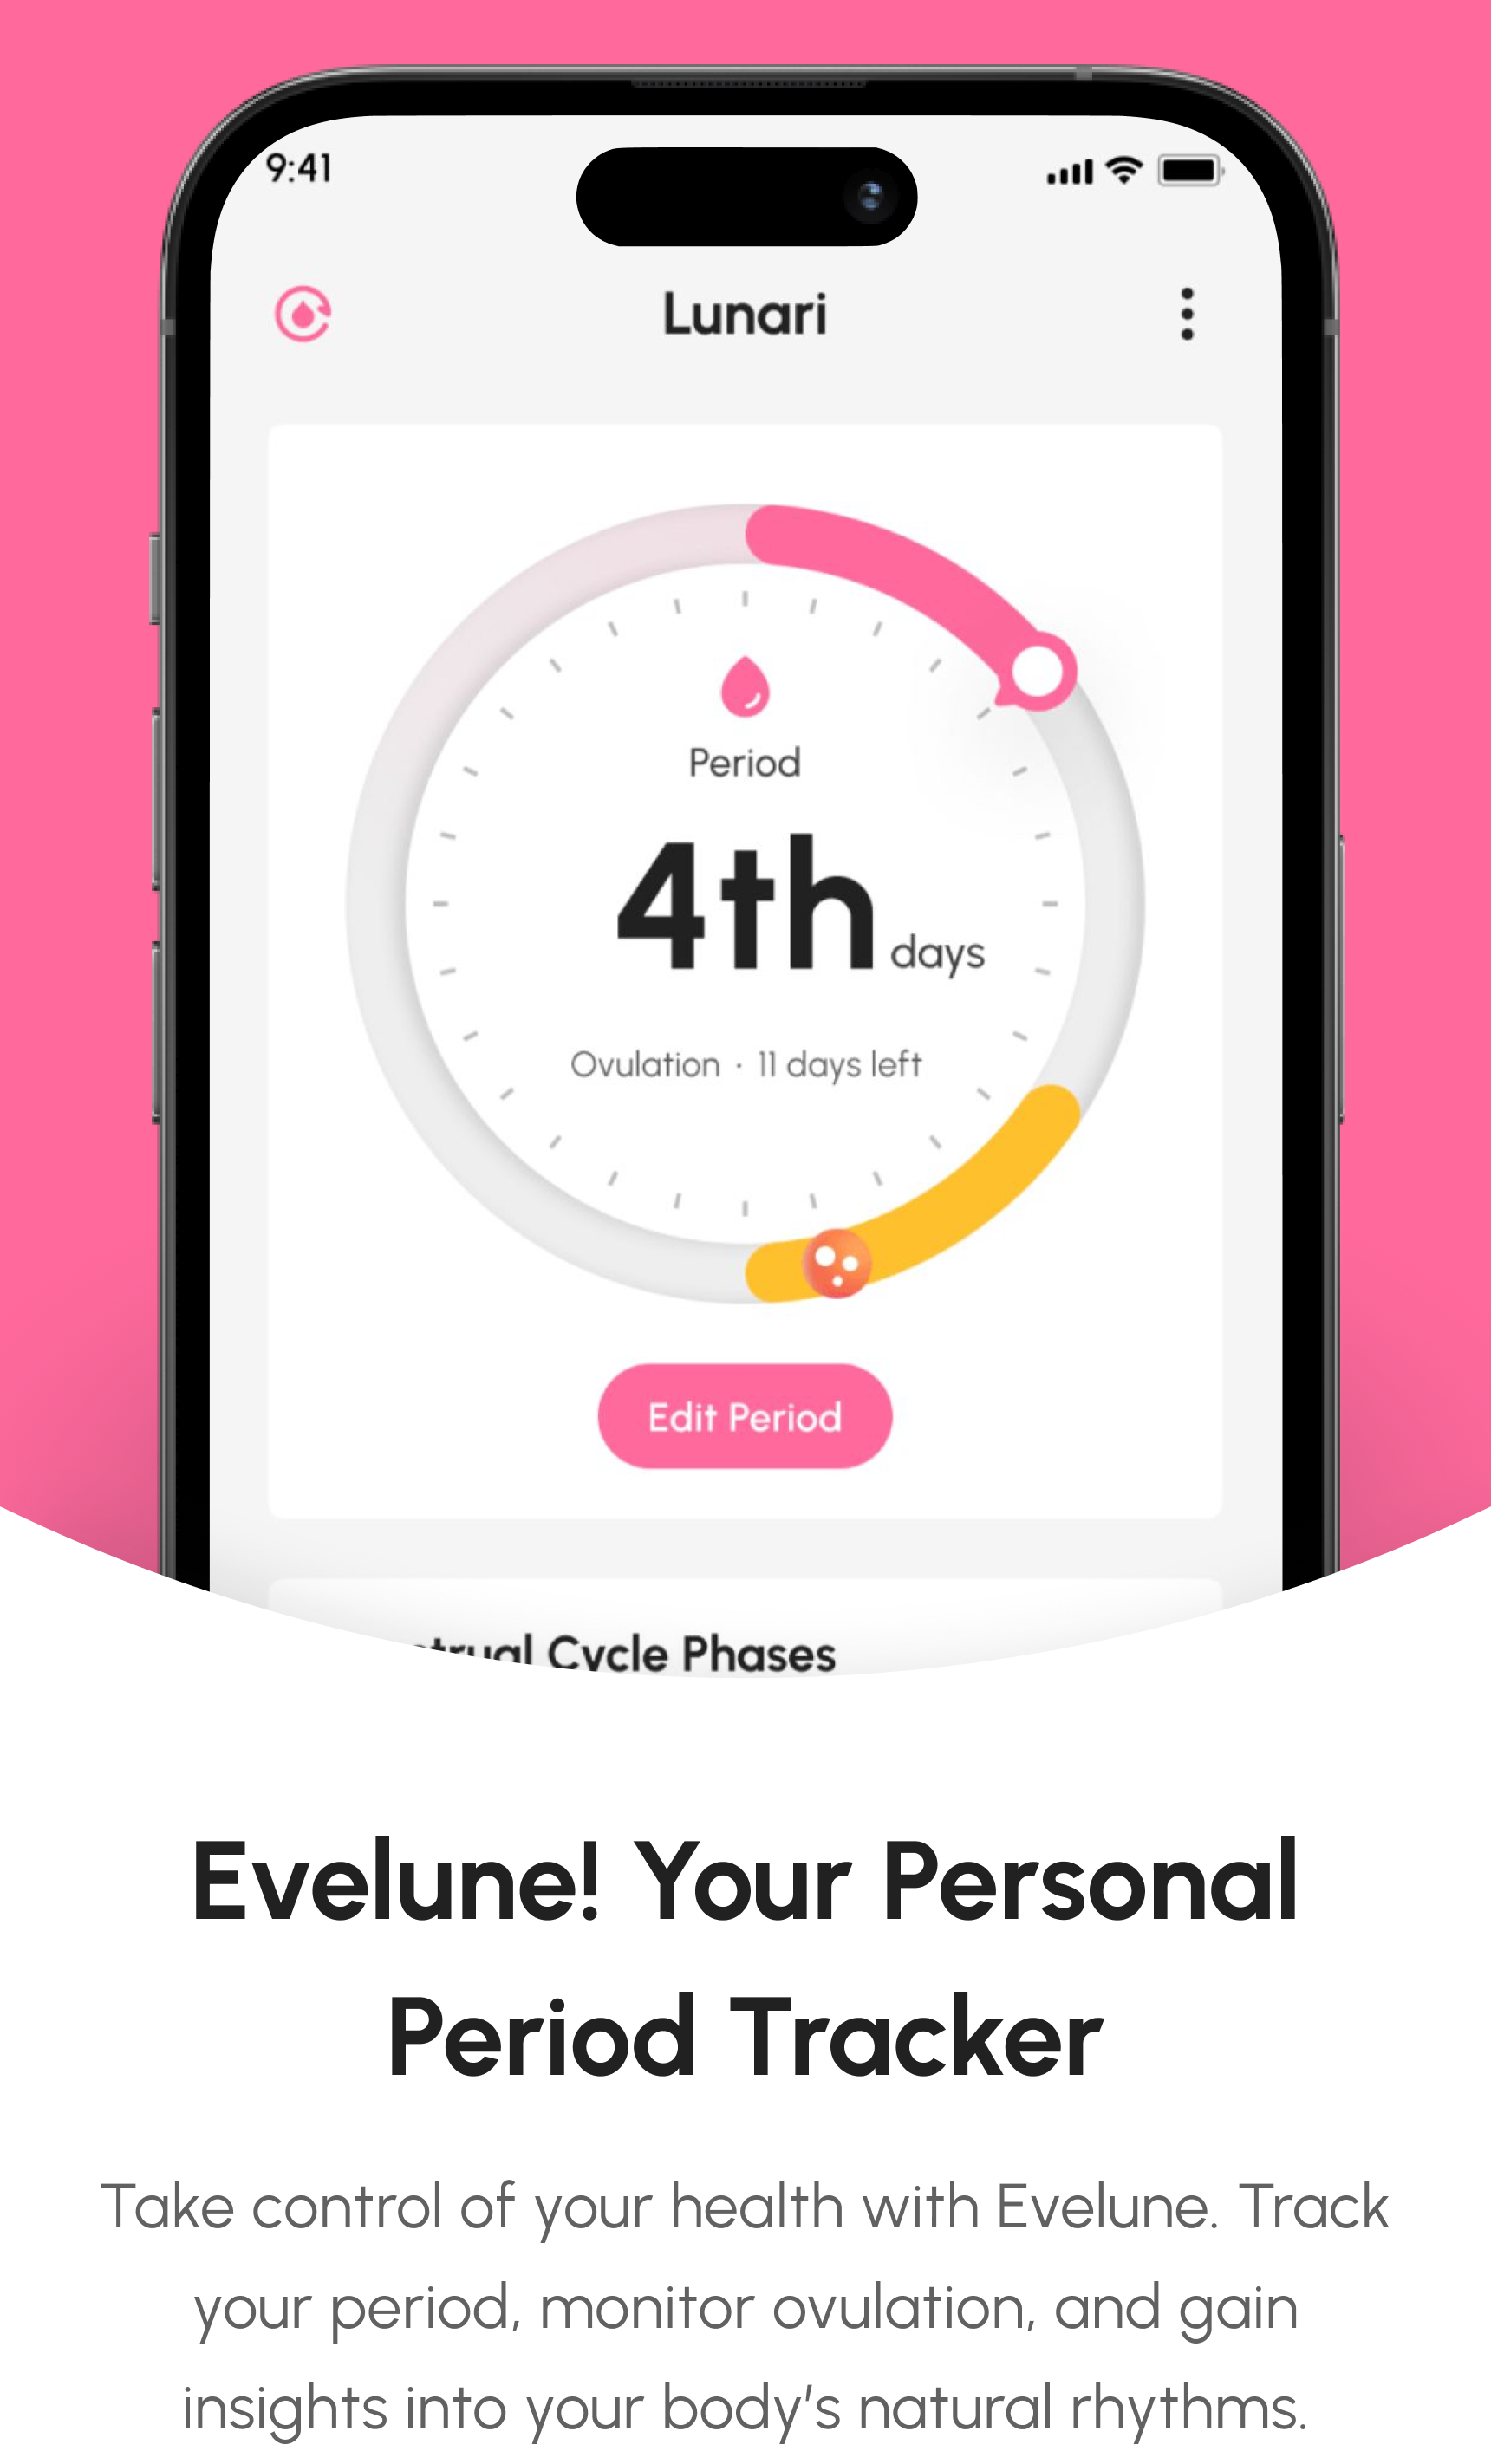 9:41
Lunari
Period
4th days
Ovulation · 11 days left
Edit Period
Cycle Phases
Evelune! Your Personal
Period Tracker
Take control of your health with Evelune. Track
your period, monitor ovulation, and gain
insights into your body's natural rhythms.